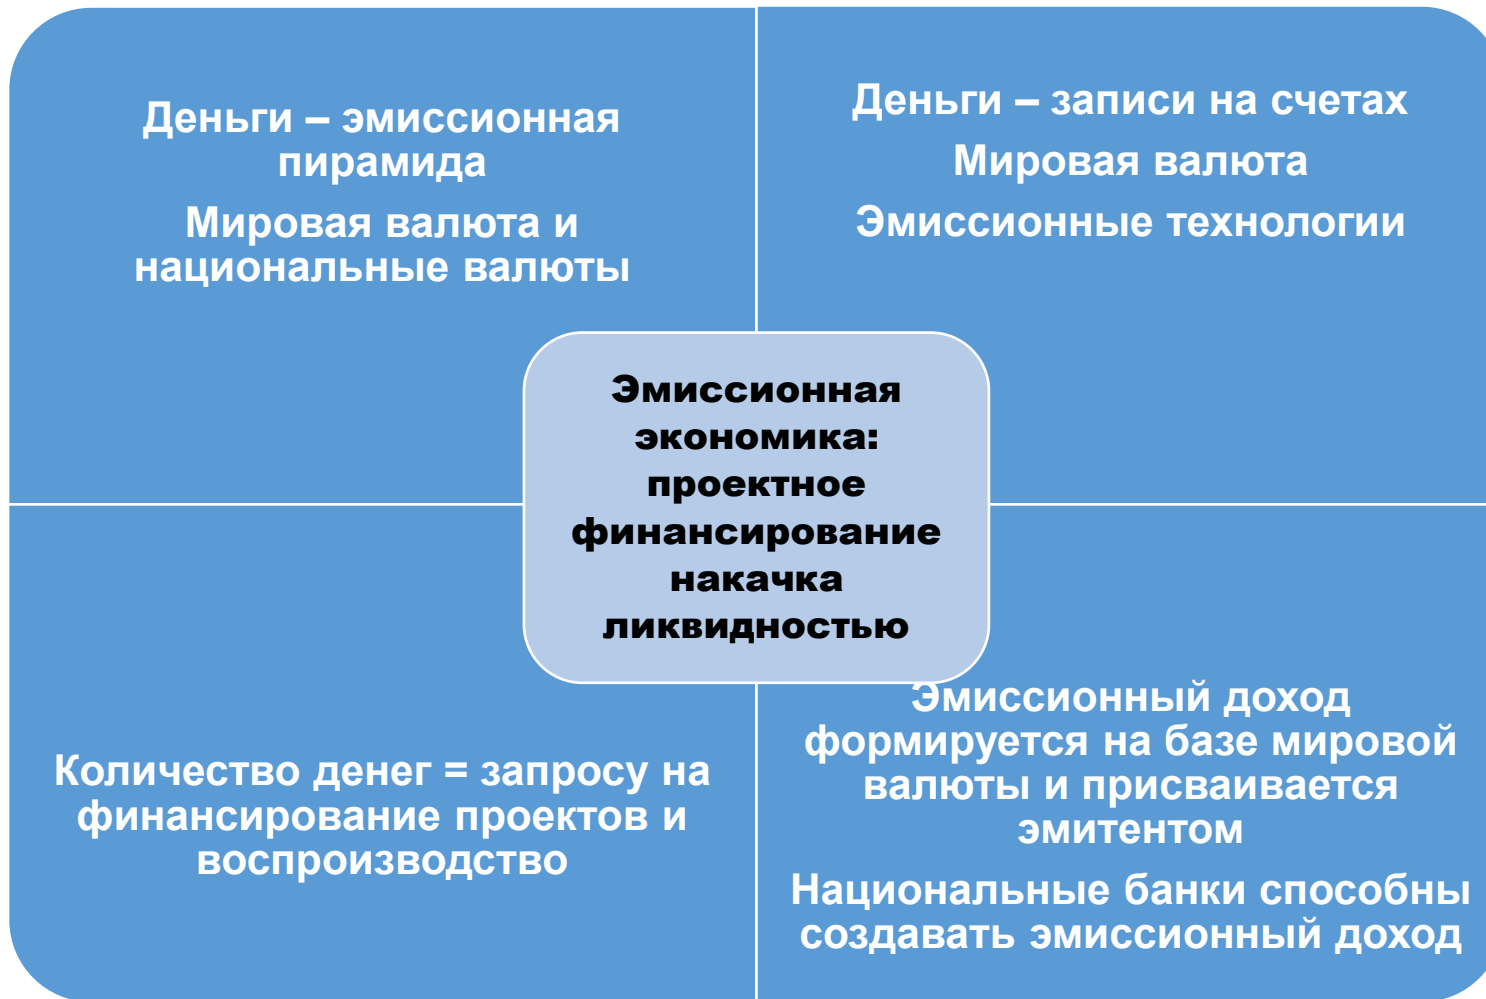 Деньги – эмиссионная
пирамида
Мировая валюта и
национальные валюты
Деньги – записи на счетах
Мировая валюта
Эмиссионные технологии
Эмиссионная
экономика:
проектное
финансирование
накачка
ликвидностью
Количество денег = запросу на
финансирование проектов и
воспроизводство
Эмиссионный доход
формируется на базе мировой
валюты и присваивается
эмитентом
Национальные банки способны
создавать эмиссионный доход